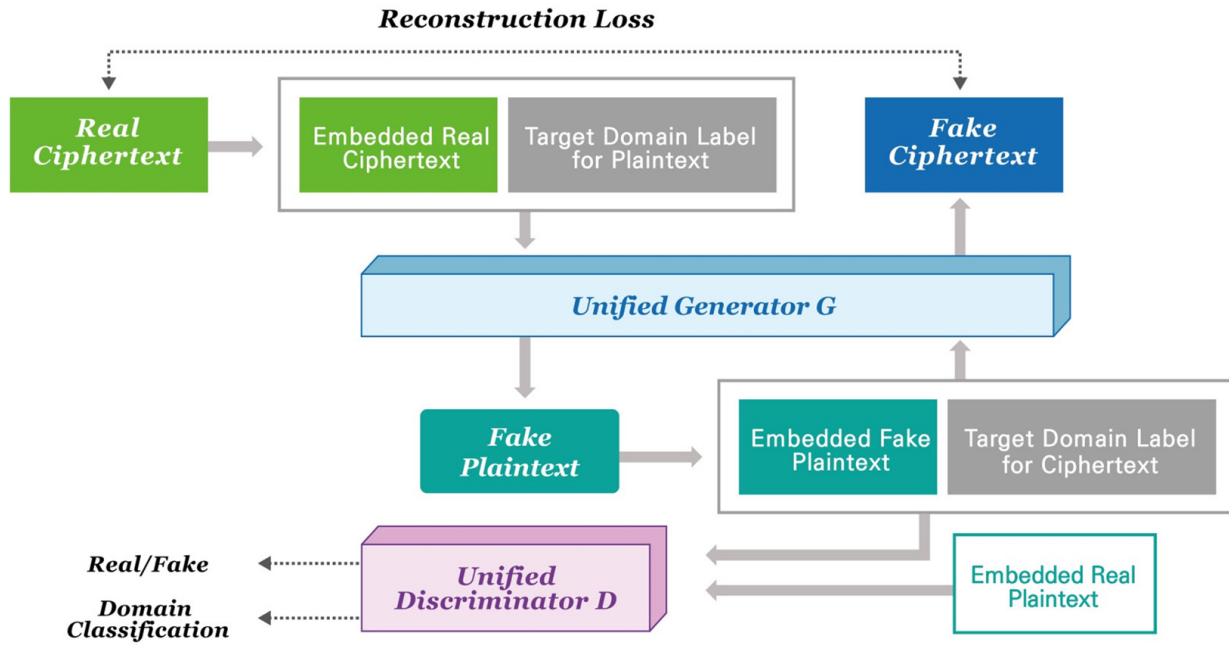 Reconstruction Loss
Real
Ciphertext
Embedded Real
Ciphertext
Target Domain Label
for Plaintext
Fake
Ciphertext
Unified Generator G
Fake
Plaintext
Embedded Fake
Plaintext
Target Domain Label
for Ciphertext
Real/Fake
Domain
Classification
Unified
Discriminator D
Embedded Real
Plaintext